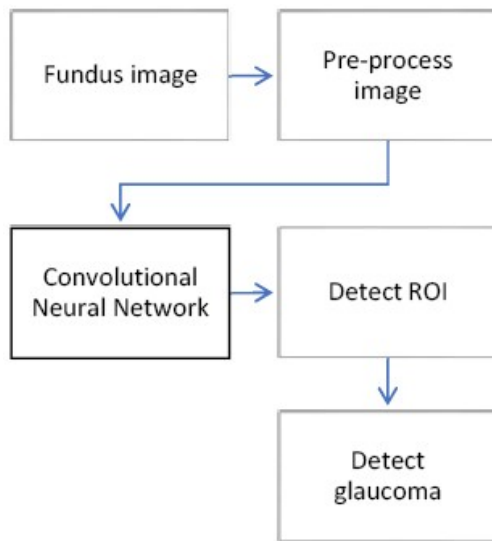 Fundus image
Pre-process
image
Convolutional
Neural Network
Detect ROI
Detect
glaucoma